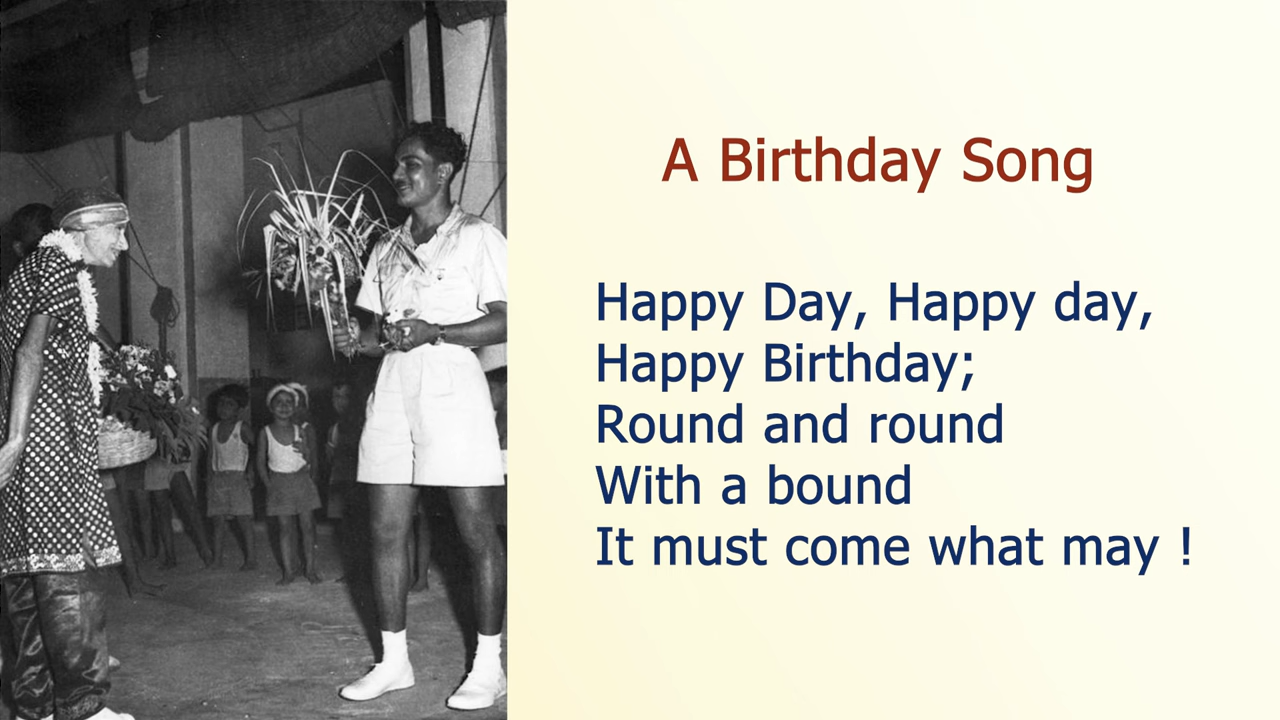 A Birthday Song
Happy Day, Happy day,
Happy Birthday;
Round and round
With a bound
It must come what may !